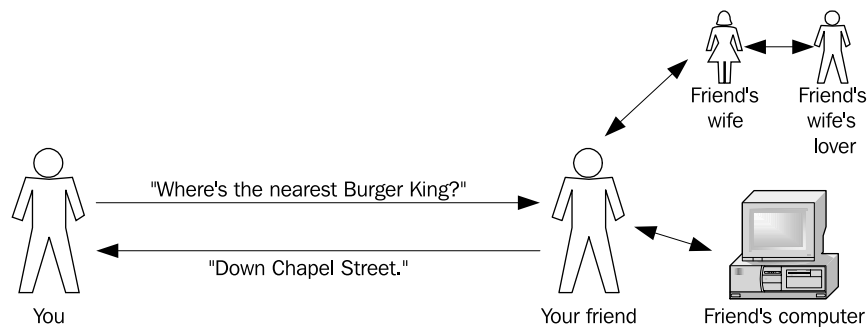 Friend's
wife
Friend's
wife's
lover
"Where's the nearest Burger King?"
"Down Chapel Street."
You
Your friend
Friend's computer